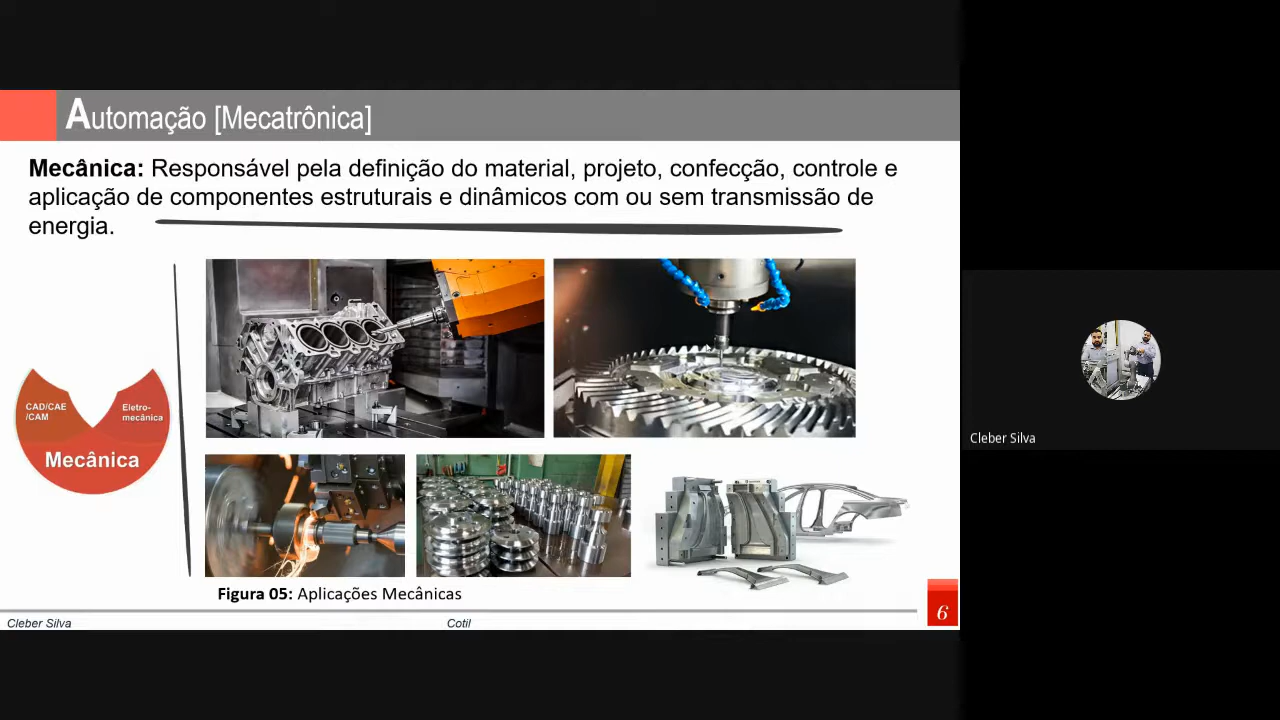 Automação [Mecatrônica]
Mecânica: Responsável pela definição do material, projeto, confecção, controle e
aplicação de componentes estruturais e dinâmicos com ou sem transmissão de
energia.
CAD/CAE
/CAM
Eletro-
mecânica
Mecânica
Figura 05: Aplicações Mecânicas
Cleber Silva
Cotil
6
Cleber Silva